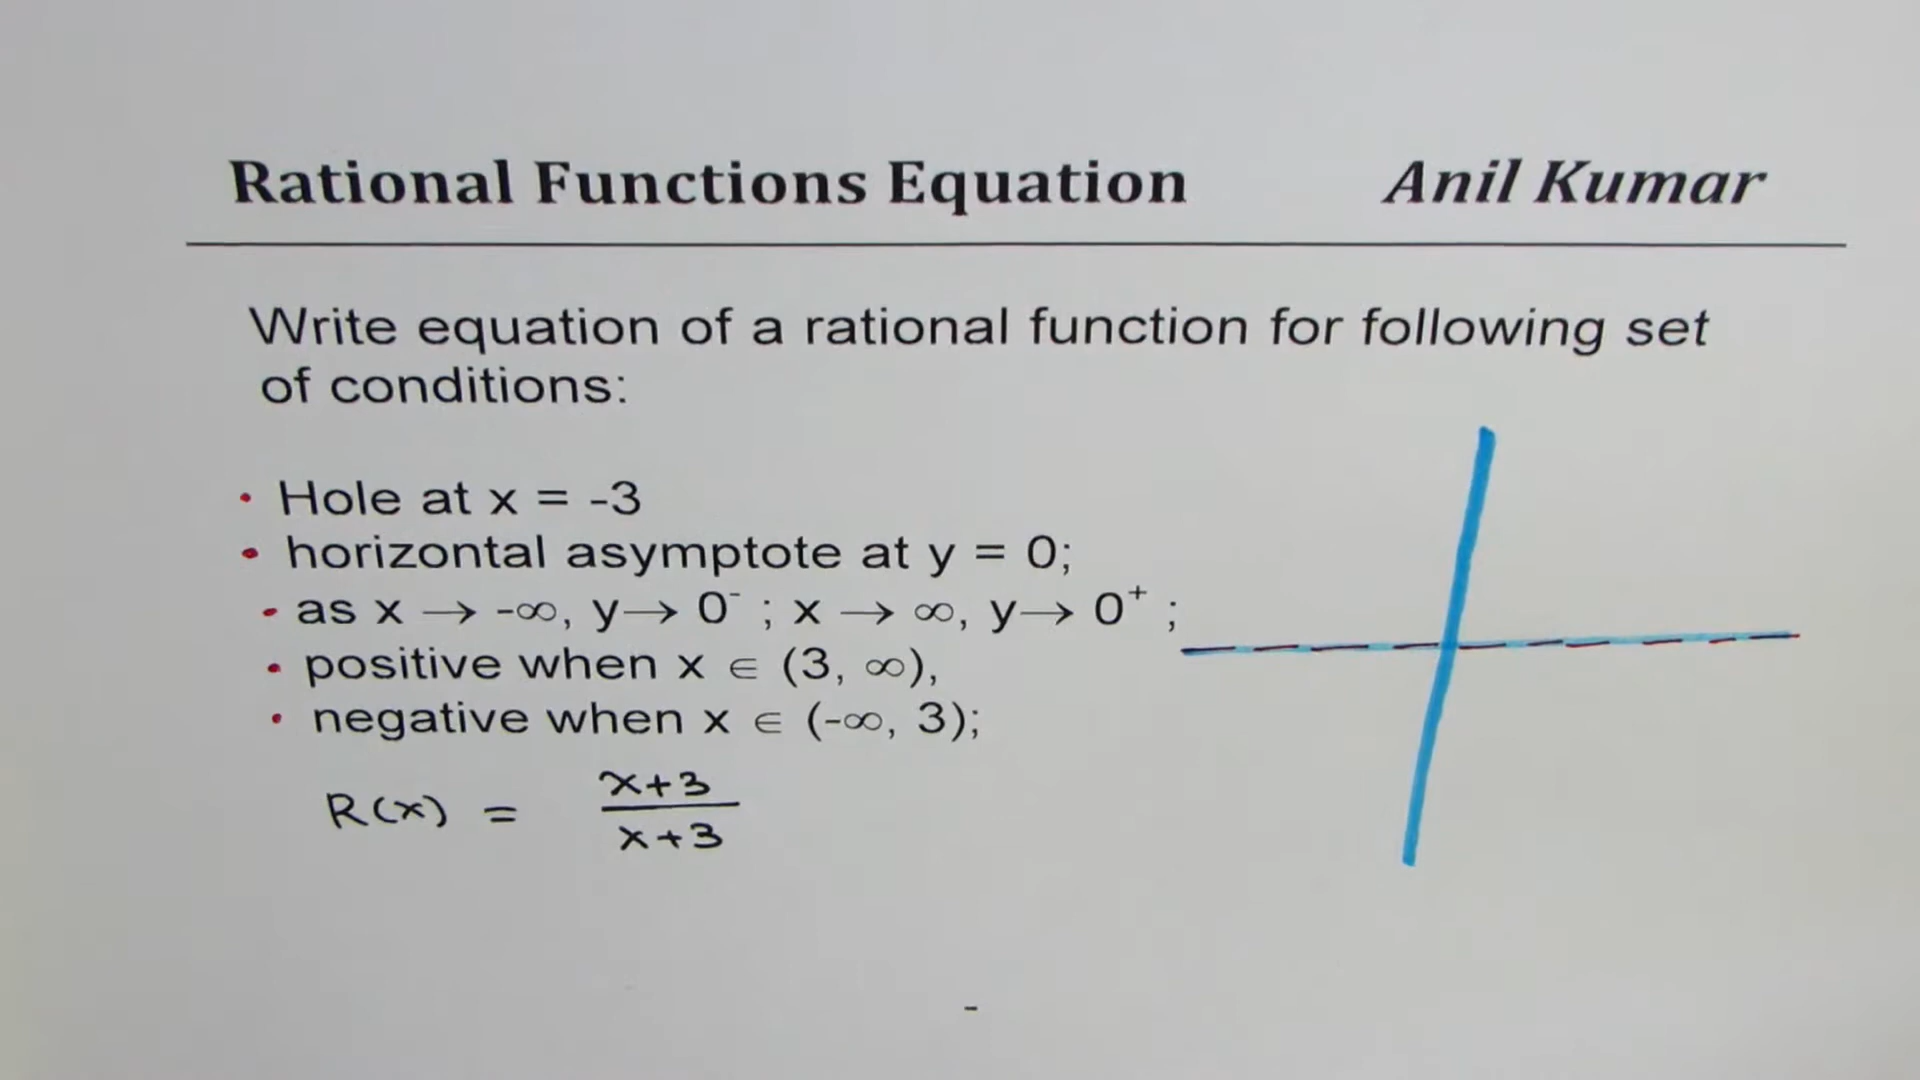 Rational Functions Equation Anil Kumar
Write equation of a rational function for following set
of conditions:
• Hole at x = -3
• horizontal asymptote at y = 0;
• as x → -∞, y→ 0⁻ ; x → ∞, y→ 0⁺ ;
• positive when x ∈ (3, ∞),
• negative when x ∈ (-∞, 3);
R(x) = x+3
x+3